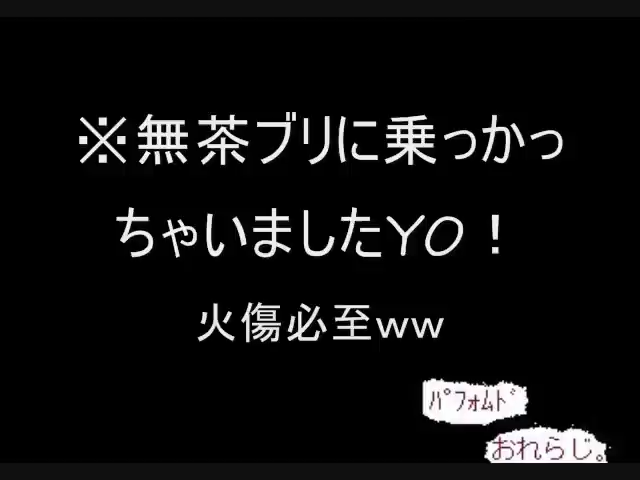 ※無茶ブリに乗っかっ
ちゃいましたYO！
火傷必至ww
ﾊﾟﾌｫﾑﾄﾞ
おれらじ。